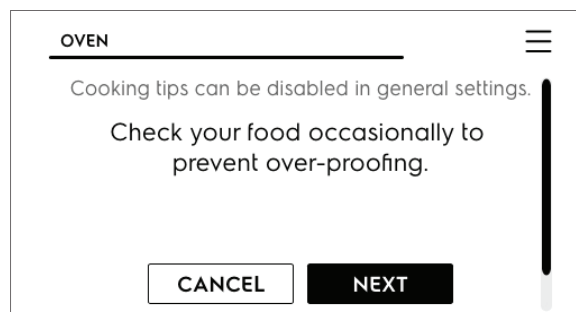 OVEN
Cooking tips can be disabled in general settings.
Check your food occasionally to
prevent over-proofing.
CANCEL NEXT